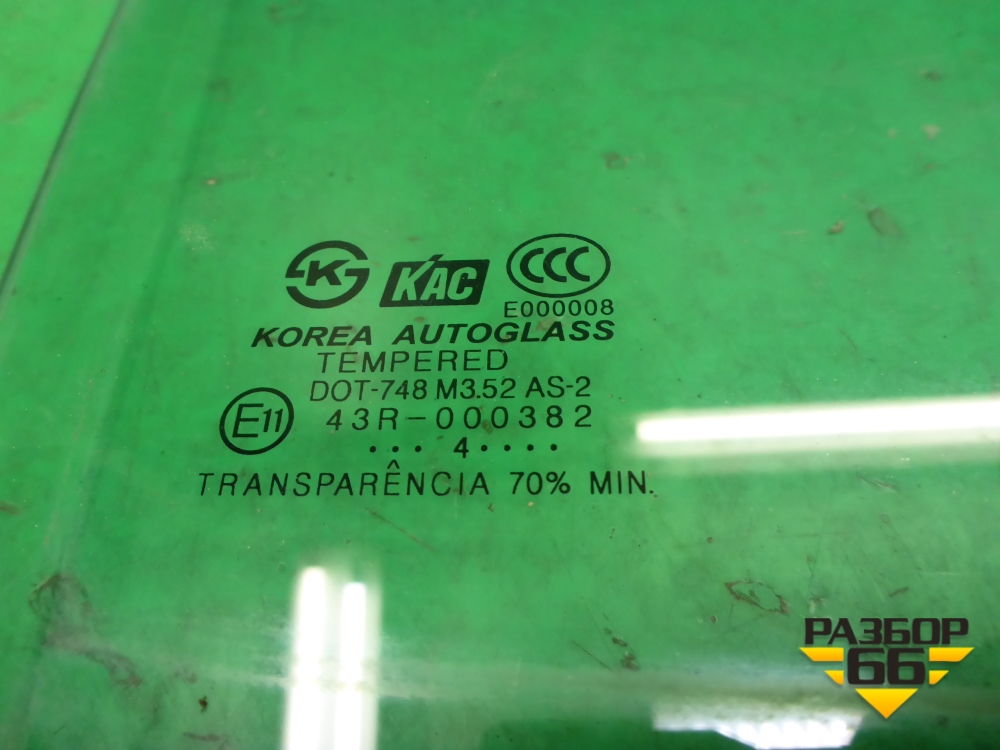 K KAC CCC
E000008
KOREA AUTOGLASS
TEMPERED
DOT-748 M3.52 AS-2
E11 43R-000382
... 4 ....
TRANSPARÊNCIA 70% MIN.
РАЗБОР
66